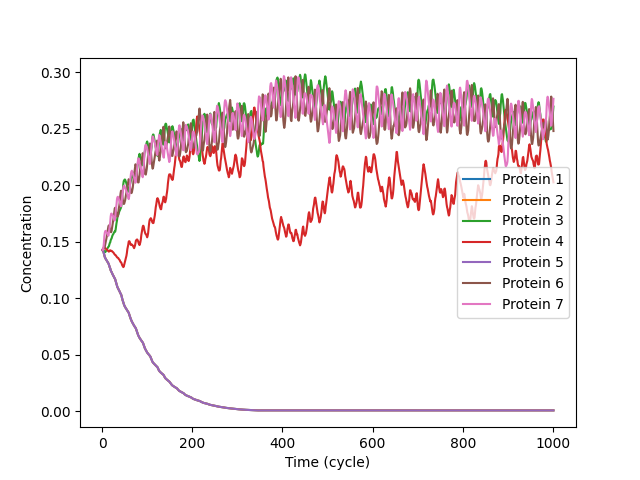 0.30
0.25
0.20
0.15
0.10
0.05
0.00
Concentration
0
200
400
600
800
1000
Time (cycle)
Protein 1
Protein 2
Protein 3
Protein 4
Protein 5
Protein 6
Protein 7